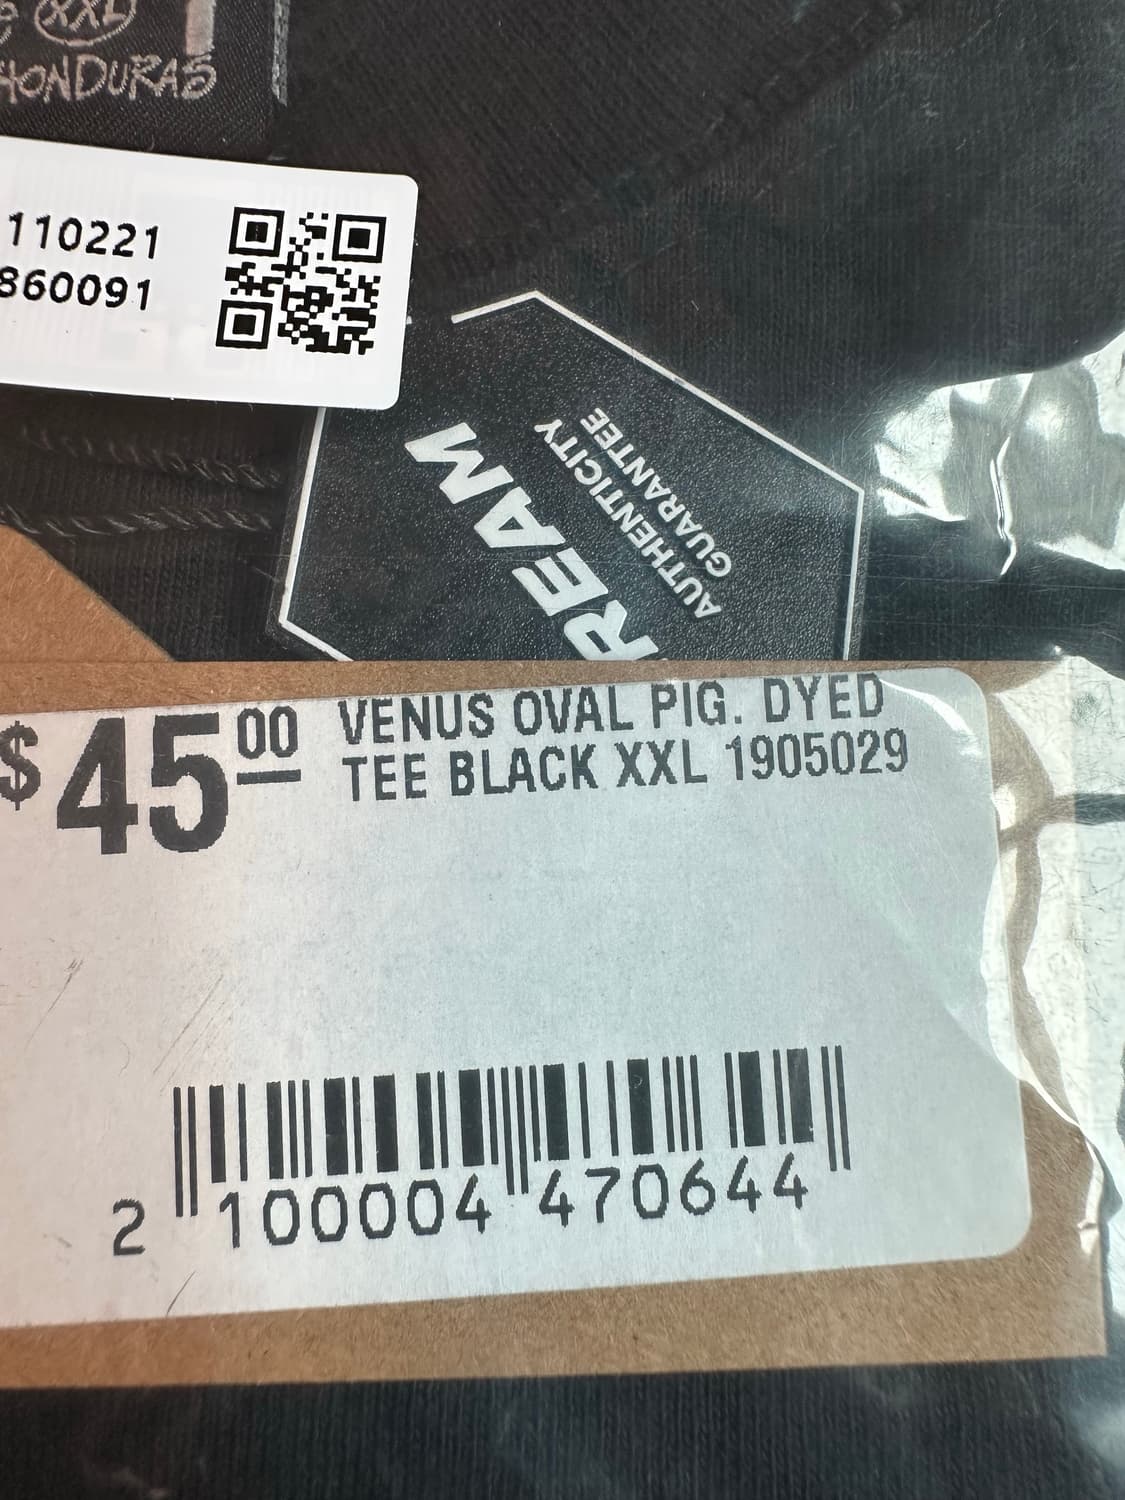 XXL
HONDURAS
110221
860091
REAM
AUTHENTICITY
GUARANTEE
$45.00
VENUS OVAL PIG. DYED
TEE BLACK XXL 1905029
2 100004 470644